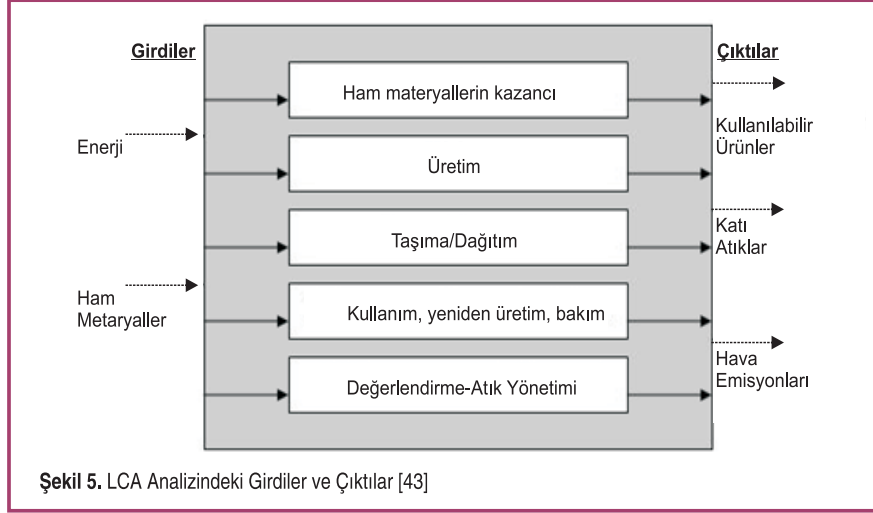 Girdiler
Çıktılar
Ham materyallerin kazancı
Kullanılabilir
Ürünler
Enerji
Üretim
Katı
Atıklar
Taşıma/Dağıtım
Ham
Metaryaller
Kullanım, yeniden üretim, bakım
Hava
Emisyonları
Değerlendirme-Atık Yönetimi
Şekil 5. LCA Analizindeki Girdiler ve Çıktılar [43]